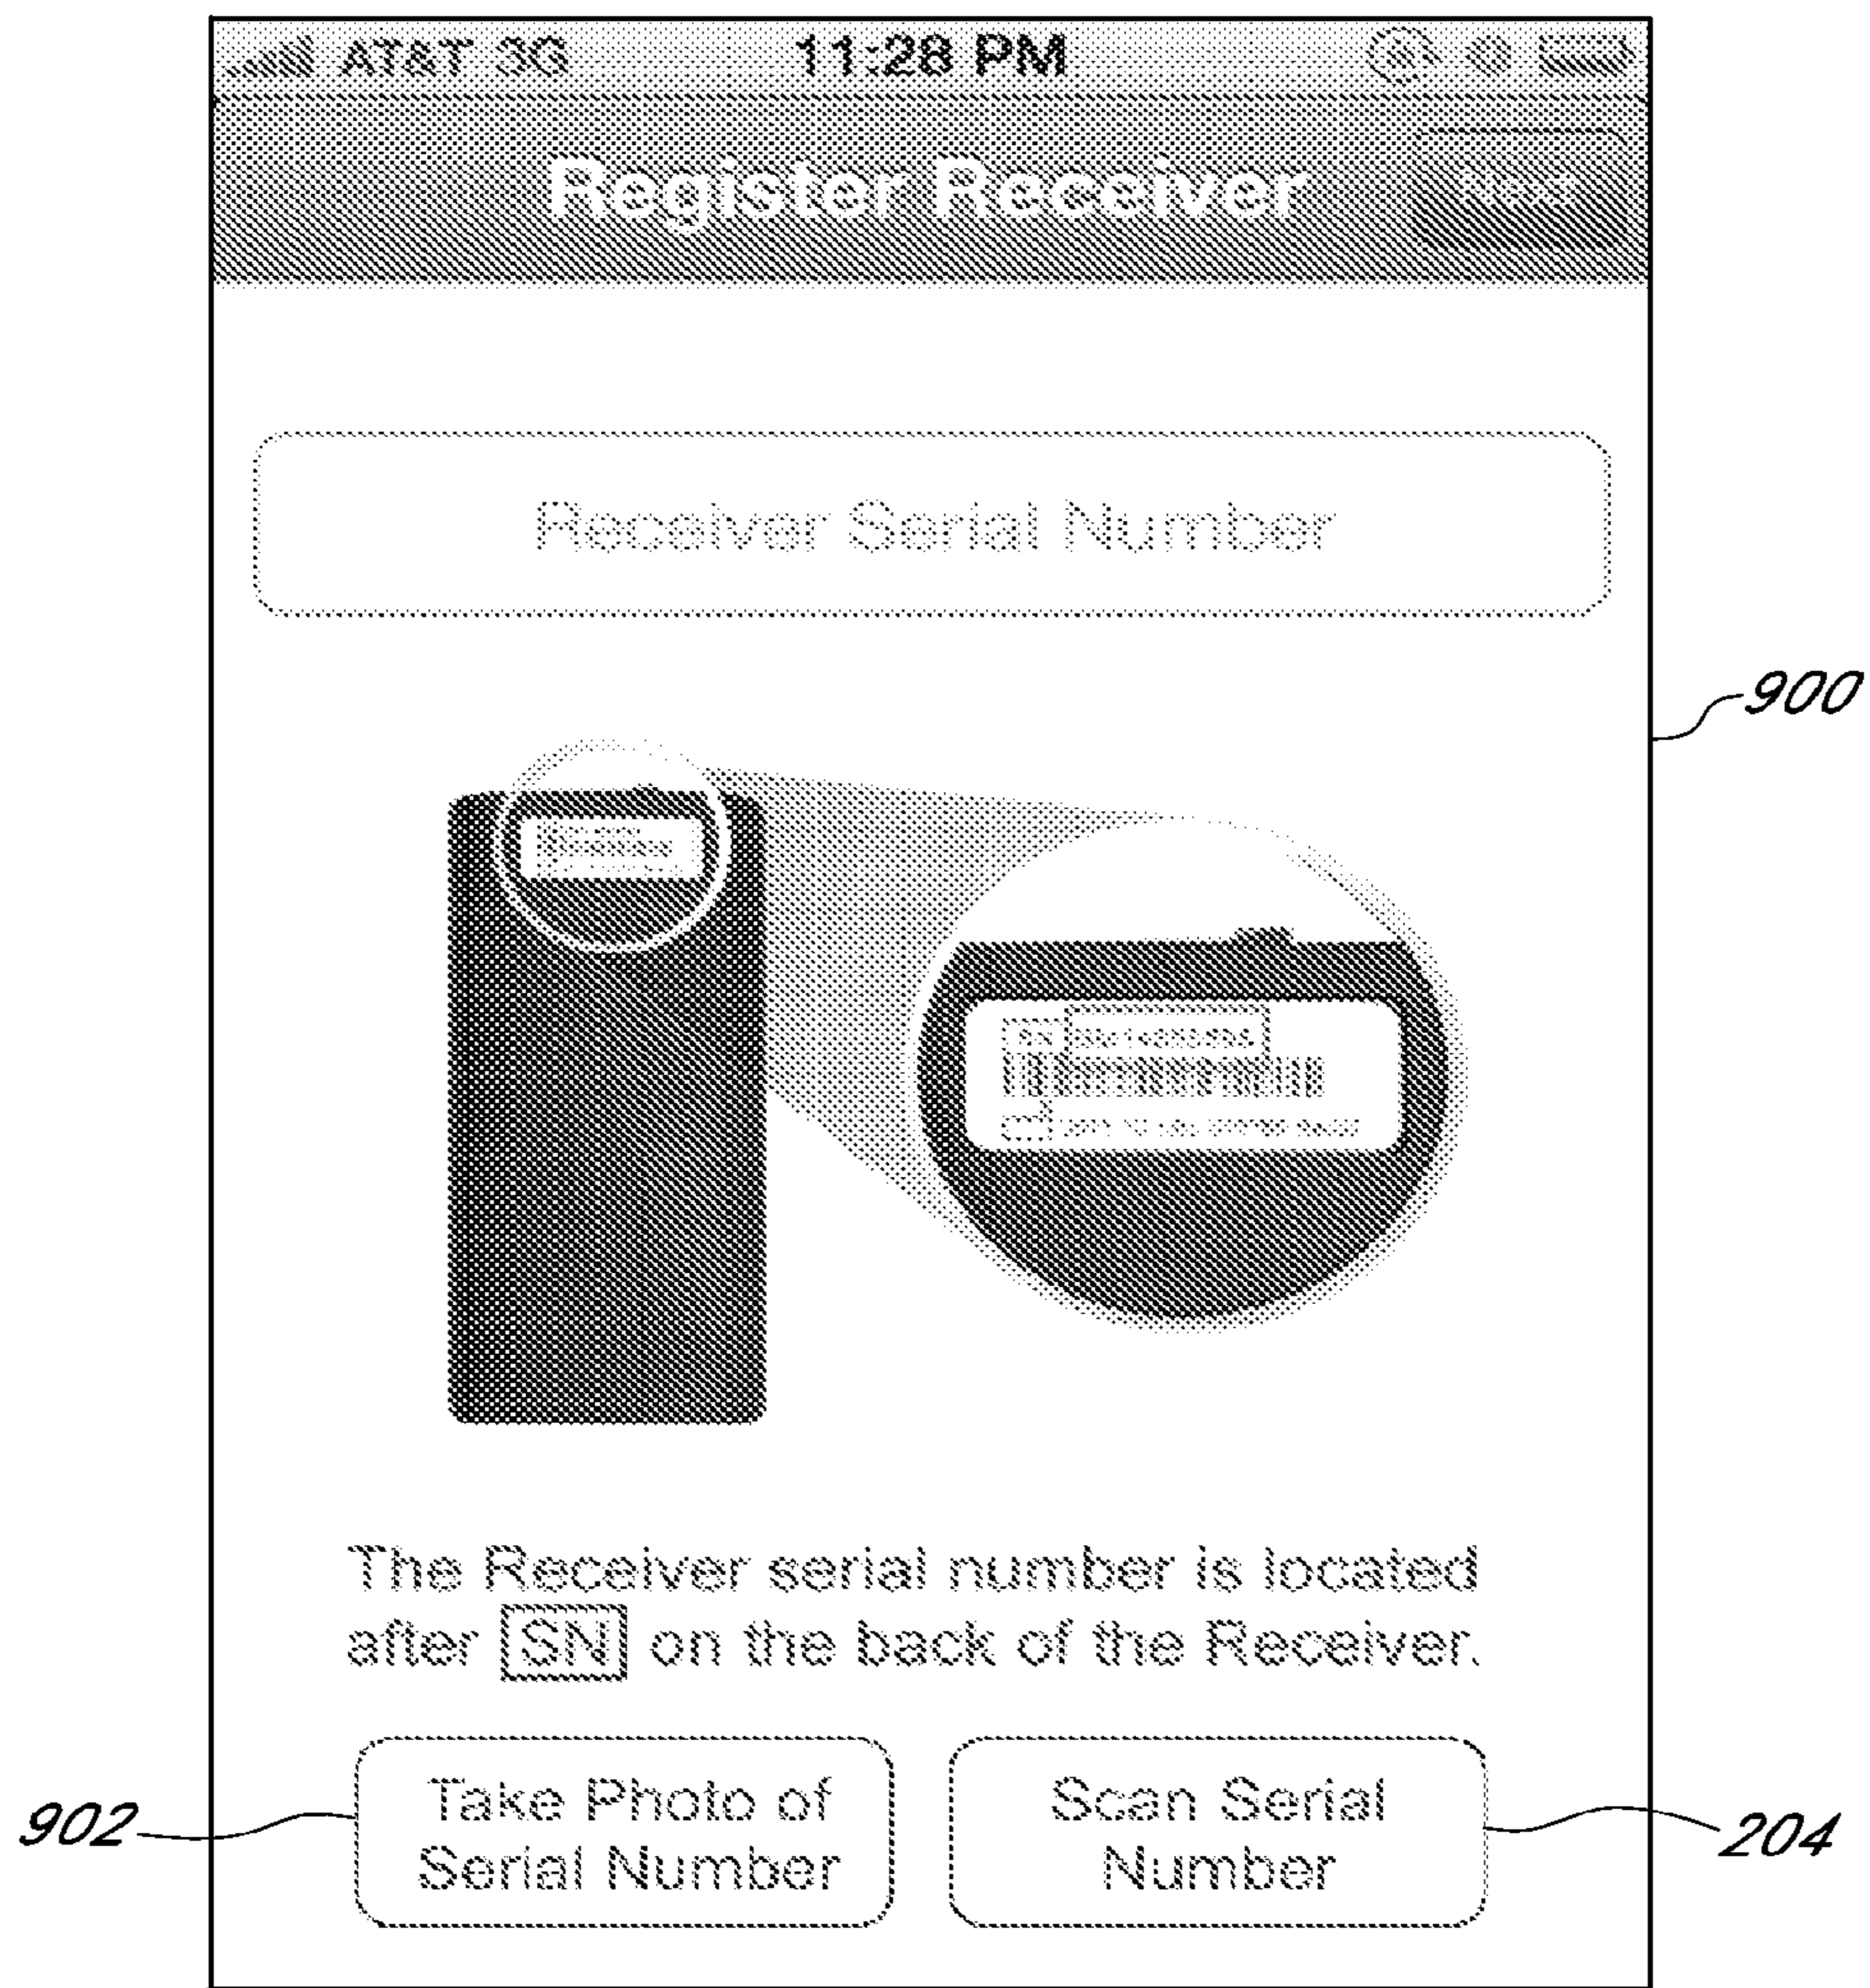 AT&T 3G 11:28 PM
Register Receiver Next
Receiver Serial Number
900
The Receiver serial number is located
after SN on the back of the Receiver.
902
Take Photo of
Serial Number
Scan Serial
Number
204